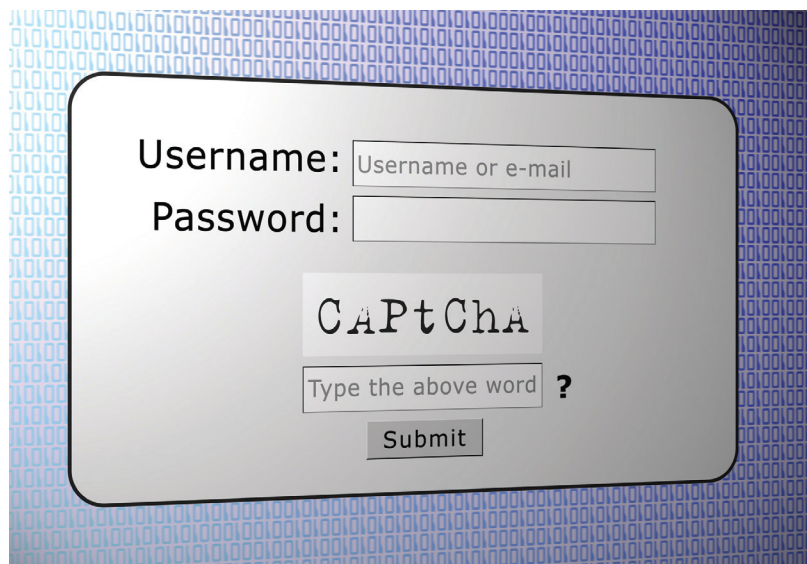 Username: Username or e-mail
Password:
CAPtChA
Type the above word ?
Submit